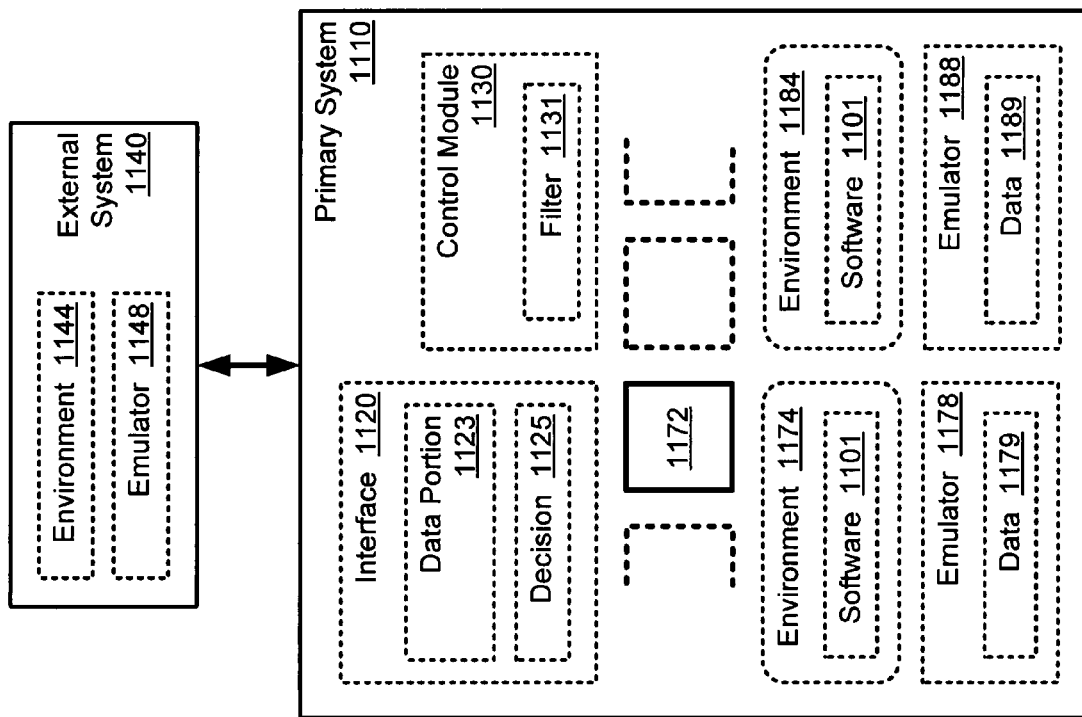 External
System
1140
Environment 1144
Emulator 1148
Primary System
1110
Interface 1120
Data Portion
1123
Decision 1125
Control Module
1130
Filter 1131
1172
Environment 1174
Software 1101
Environment 1184
Software 1101
Emulator 1178
Data 1179
Emulator 1188
Data 1189